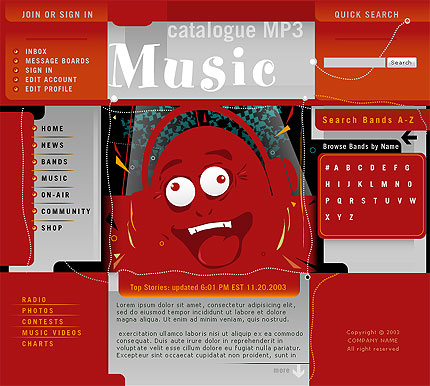 JOIN OR SIGN IN
INBOX
MESSAGE BOARDS
SIGN IN
EDIT ACCOUNT
EDIT PROFILE
catalogue MP3
Music
QUICK SEARCH
Search
HOME
NEWS
BANDS
MUSIC
ON-AIR
COMMUNITY
SHOP
Search Bands A-Z
Browse Bands by Name
# A B C D E F G
H I J K L M N O
P Q R S T U V W
X Y Z
Top Stories: updated 6:01 PM EST 11.20.2003
Lorem ipsum dolor sit amet, consectetur adipisicing elit, sed do eiusmod tempor incididunt ut labore et dolore magna aliqua. Ut enim ad minim veniam, quis nostrud,
exercitation ullamco laboris nisi ut aliquip ex ea commodo consequat. Duis aute irure dolor in reprehenderit in voluptate velit esse cillum dolore eu fugiat nulla pariatur. Excepteur sint occaecat cupidatat non proident, sunt in
more
RADIO
PHOTOS
CONTESTS
MUSIC VIDEOS
CHARTS
Copyright © 2003
COMPANY NAME
All right reserved